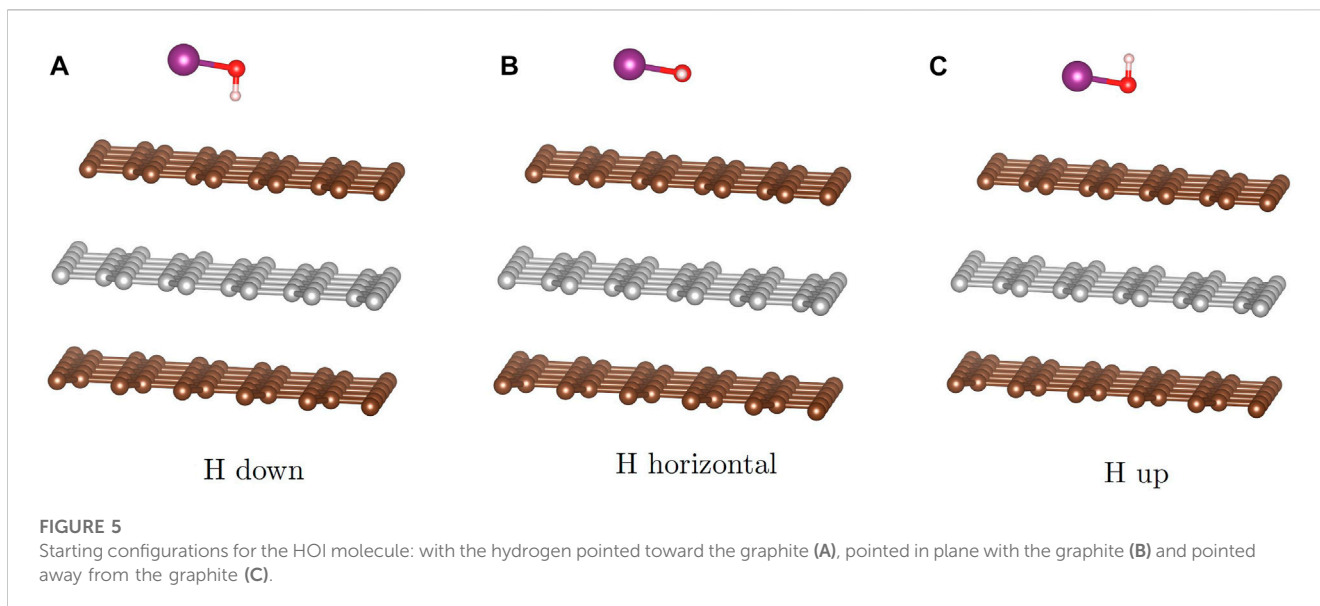 A
B
C
H down
H horizontal
H up
FIGURE 5
Starting configurations for the HOI molecule: with the hydrogen pointed toward the graphite (A), pointed in plane with the graphite (B) and pointed
away from the graphite (C).